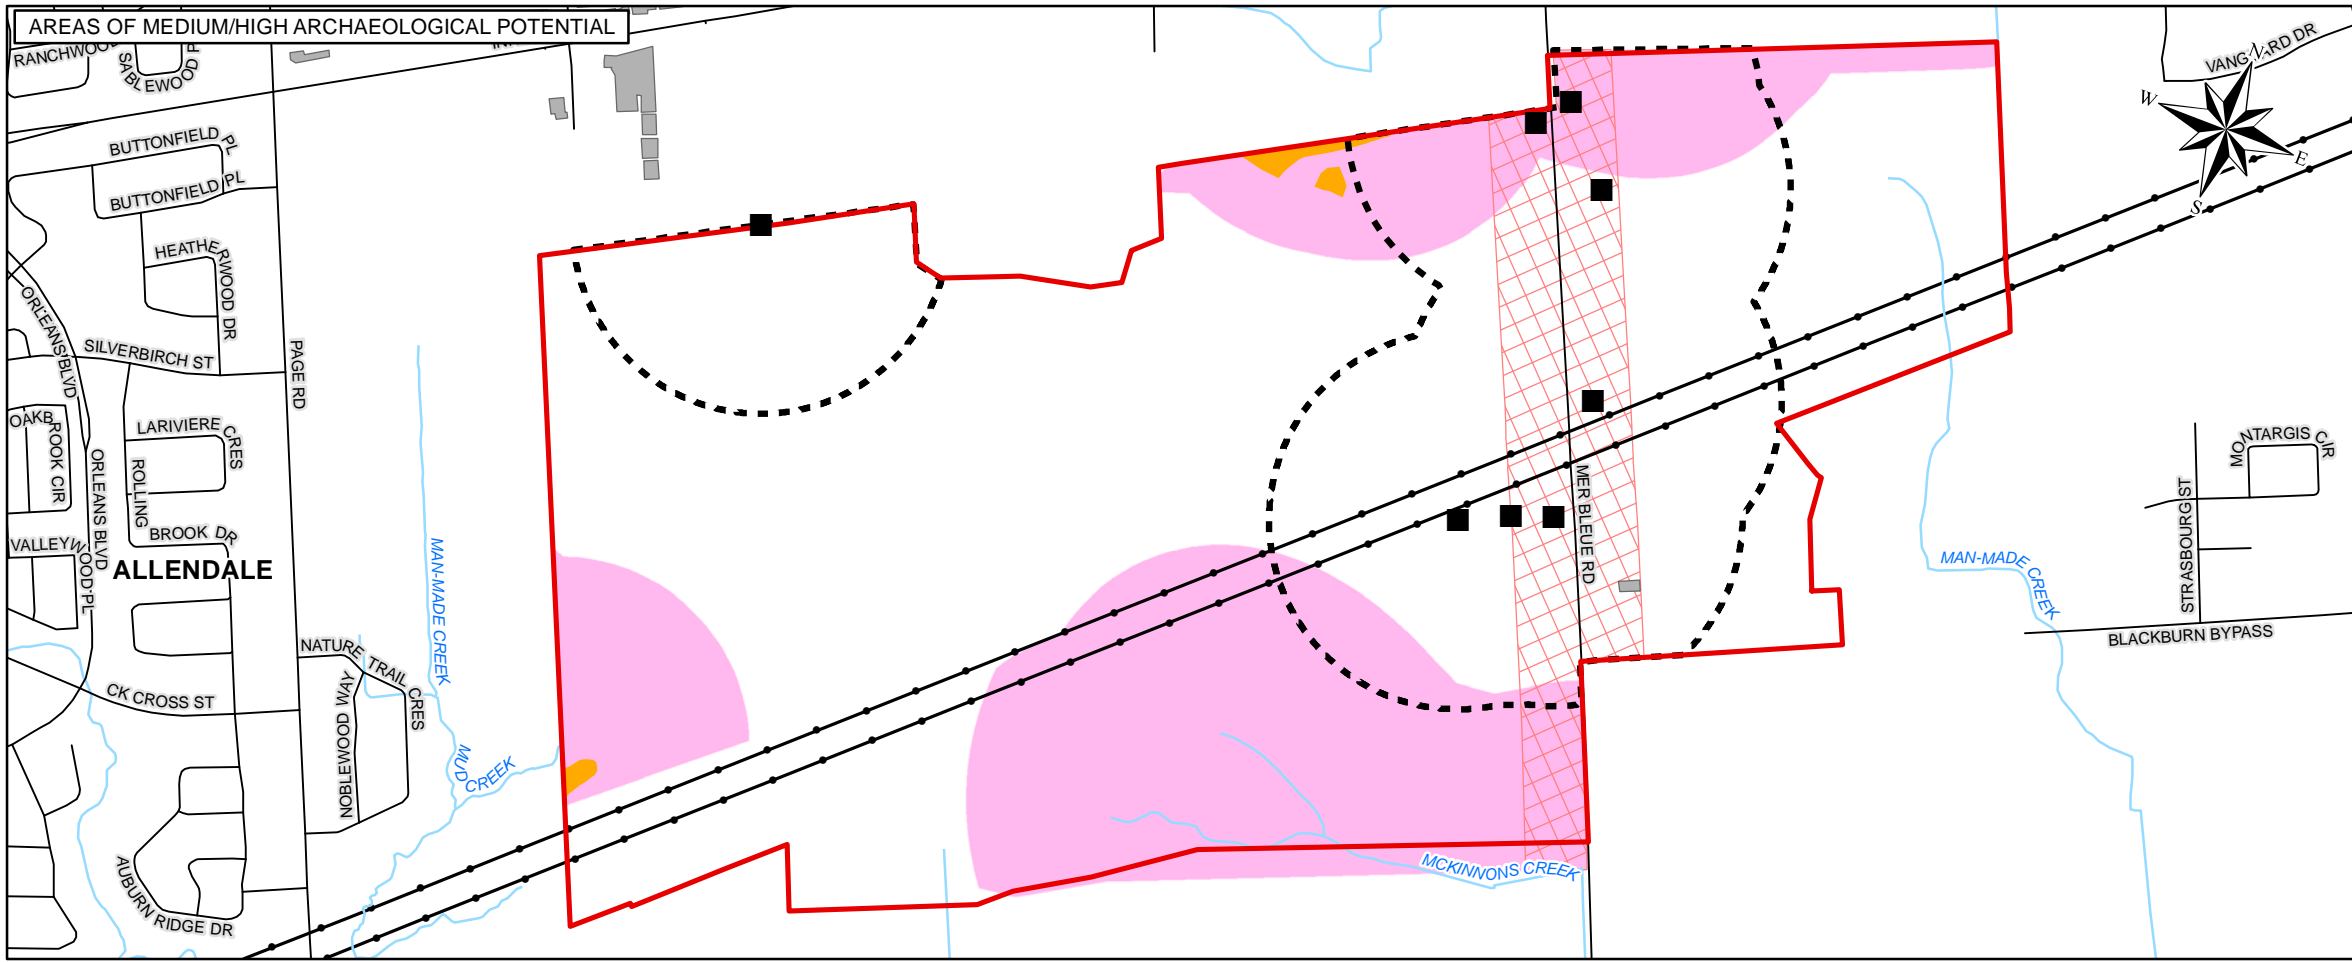 AREAS OF MEDIUM/HIGH ARCHAEOLOGICAL POTENTIAL
RANCHWOOD
SABLEWOOD P
VANGUARD DR
N
W
E
S
BUTTONFIELD PL
BUTTONFIELD PL
HEATHERWOOD DR
ORLEANS BLVD
SILVERBIRCH ST
PAGE RD
OAKBROOK CIR
LARIVIERE CRES
ORLEANS BLVD
ROLLING
BROOK DR
VALLEYWOOD PL
ALLENDALE
MAN-MADE CREEK
MER BLEUE RD
MONTARGIS CIR
STRASBOURG ST
MAN-MADE CREEK
BLACKBURN BYPASS
NATURE TRAIL CRES
NOBLEWOOD WAY
CK CROSS ST
MUD CREEK
MCKINNONS CREEK
AUBURN RIDGE DR